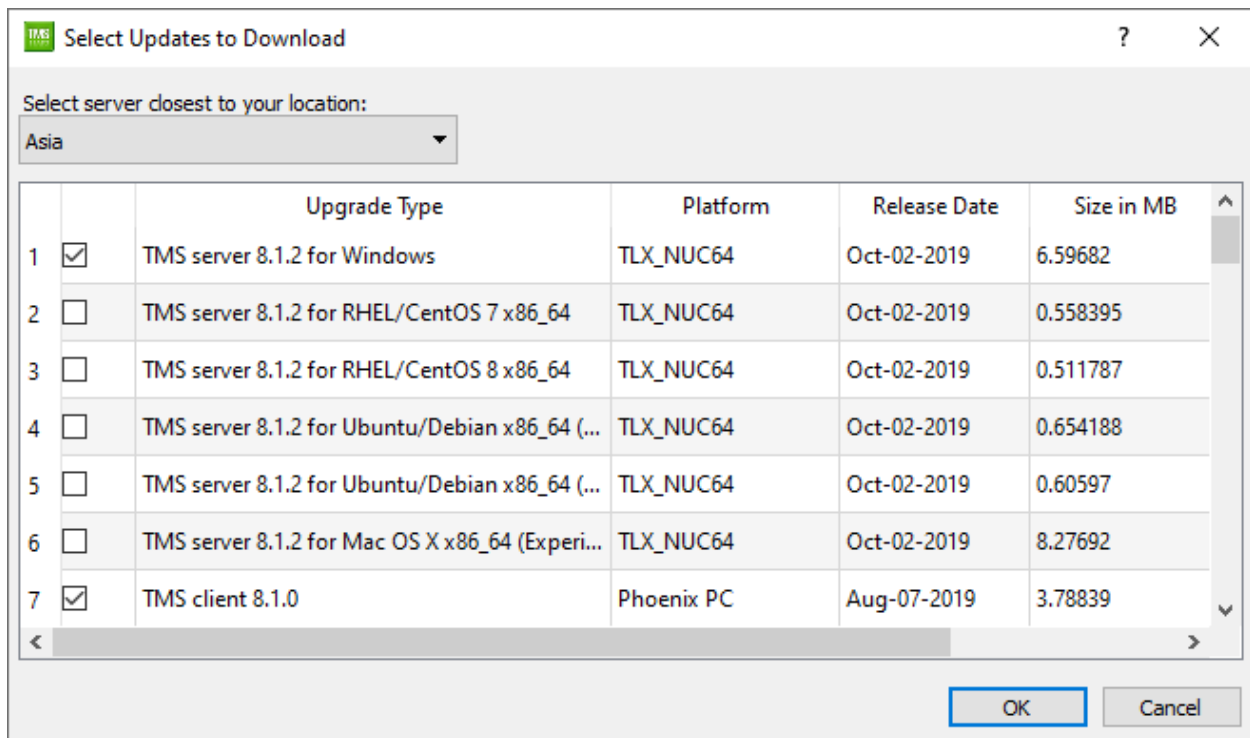 TMS
Select Updates to Download ?
Select server closest to your location:
Asia
Upgrade Type Platform Release Date Size in MB
1 TMS server 8.1.2 for Windows TLX_NUC64 Oct-02-2019 6.59682
2 TMS server 8.1.2 for RHEL/CentOS 7 x86_64 TLX_NUC64 Oct-02-2019 0.558395
3 TMS server 8.1.2 for RHEL/CentOS 8 x86_64 TLX_NUC64 Oct-02-2019 0.511787
4 TMS server 8.1.2 for Ubuntu/Debian x86_64 (... TLX_NUC64 Oct-02-2019 0.654188
5 TMS server 8.1.2 for Ubuntu/Debian x86_64 (... TLX_NUC64 Oct-02-2019 0.60597
6 TMS server 8.1.2 for Mac OS X x86_64 (Experi... TLX_NUC64 Oct-02-2019 8.27692
7 TMS client 8.1.0 Phoenix PC Aug-07-2019 3.78839
OK Cancel